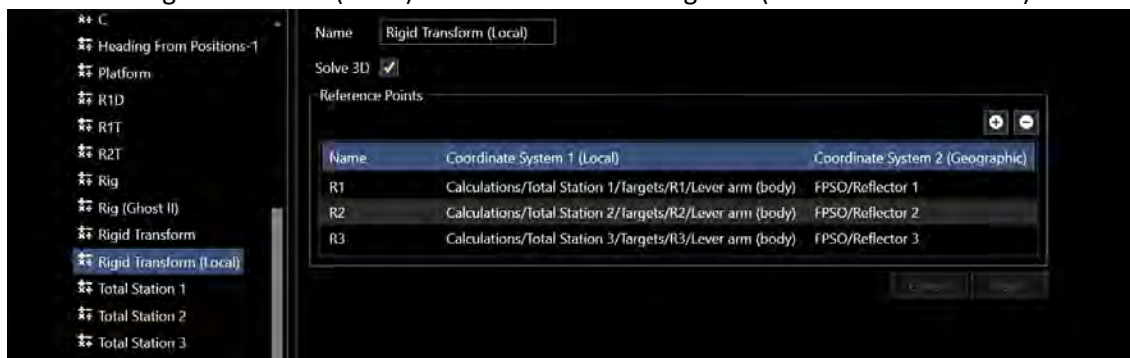 C
Heading From Positions-1
Platform
R1D
R1T
R2T
Rig
Rig (Ghost II)
Rigid Transform
Rigid Transform (Local)
Total Station 1
Total Station 2
Total Station 3
Name Rigid Transform (Local)
Solve 3D
Reference Points
Name Coordinate System 1 (Local) Coordinate System 2 (Geographic)
R1 Calculations/Total Station 1/Targets/R1/Lever arm (body) FPSO/Reflector 1
R2 Calculations/Total Station 2/Targets/R2/Lever arm (body) FPSO/Reflector 2
R3 Calculations/Total Station 3/Targets/R3/Lever arm (body) FPSO/Reflector 3